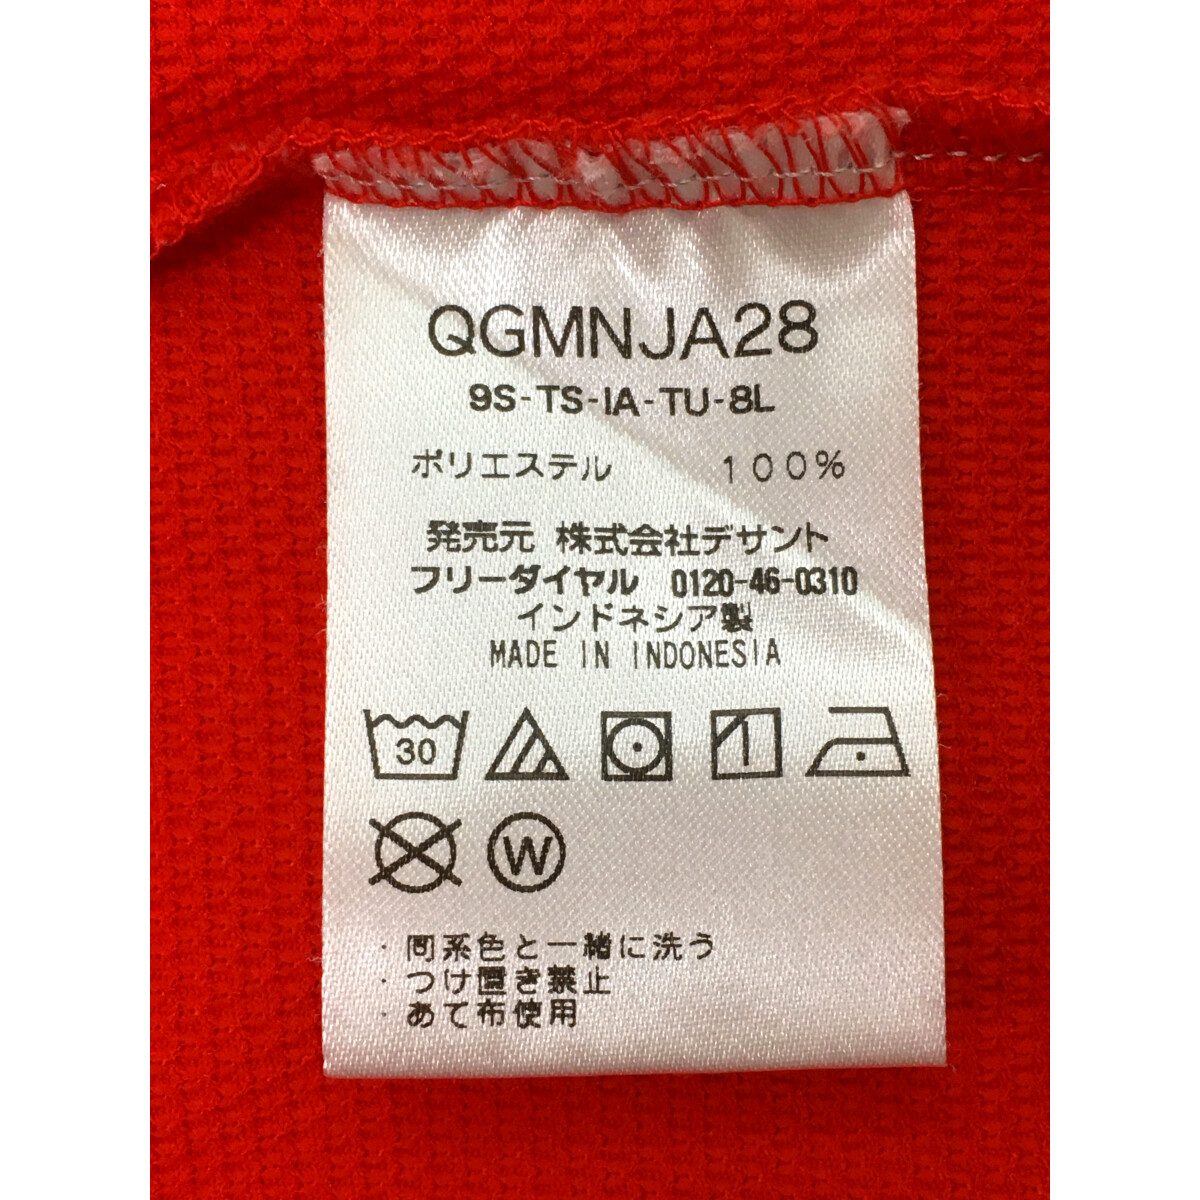 QGMNJA28
9S-TS-IA-TU-8L
ポリエステル 100%
発売元 株式会社デサント
フリーダイヤル 0120-46-0310
インドネシア製
MADE IN INDONESIA
30
W
・同系色と一緒に洗う
・つけ置き禁止
・あて布使用